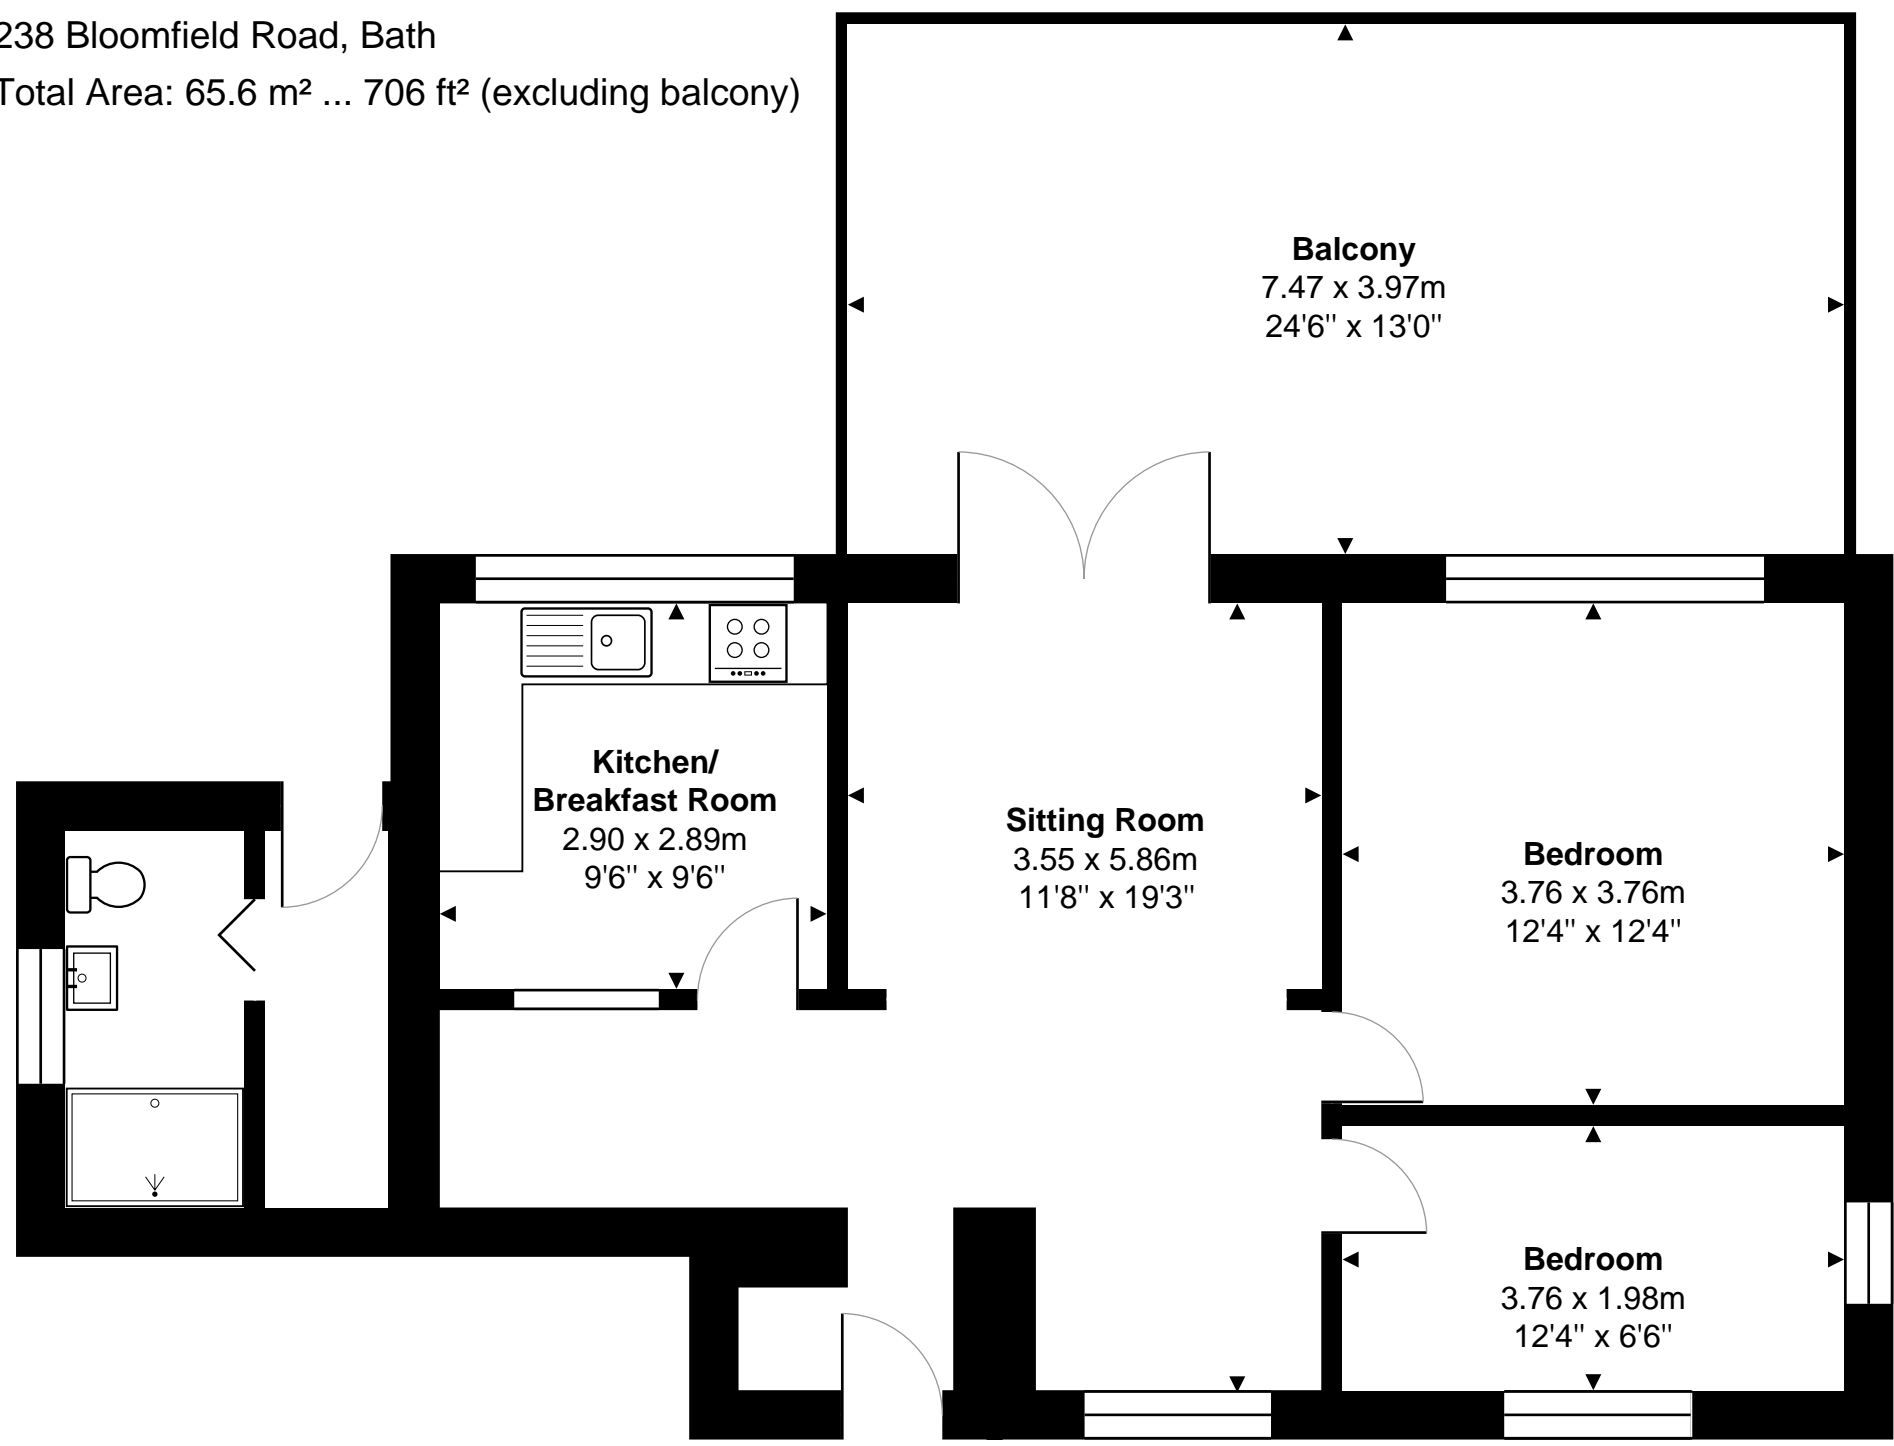 238 Bloomfield Road, Bath
Total Area: 65.6 m² ... 706 ft² (excluding balcony)
Balcony
7.47 x 3.97m
24'6" x 13'0"
Kitchen/
Breakfast Room
2.90 x 2.89m
9'6" x 9'6"
Sitting Room
3.55 x 5.86m
11'8" x 19'3"
Bedroom
3.76 x 3.76m
12'4" x 12'4"
Bedroom
3.76 x 1.98m
12'4" x 6'6"